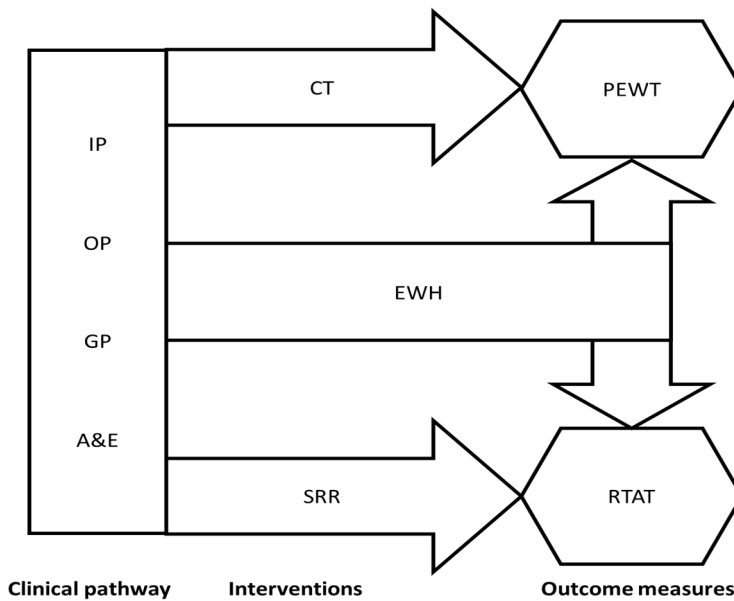 CT
PEWT
IP
OP
EWH
GP
A&E
SRR
RTAT
Clinical pathway
Interventions
Outcome measures